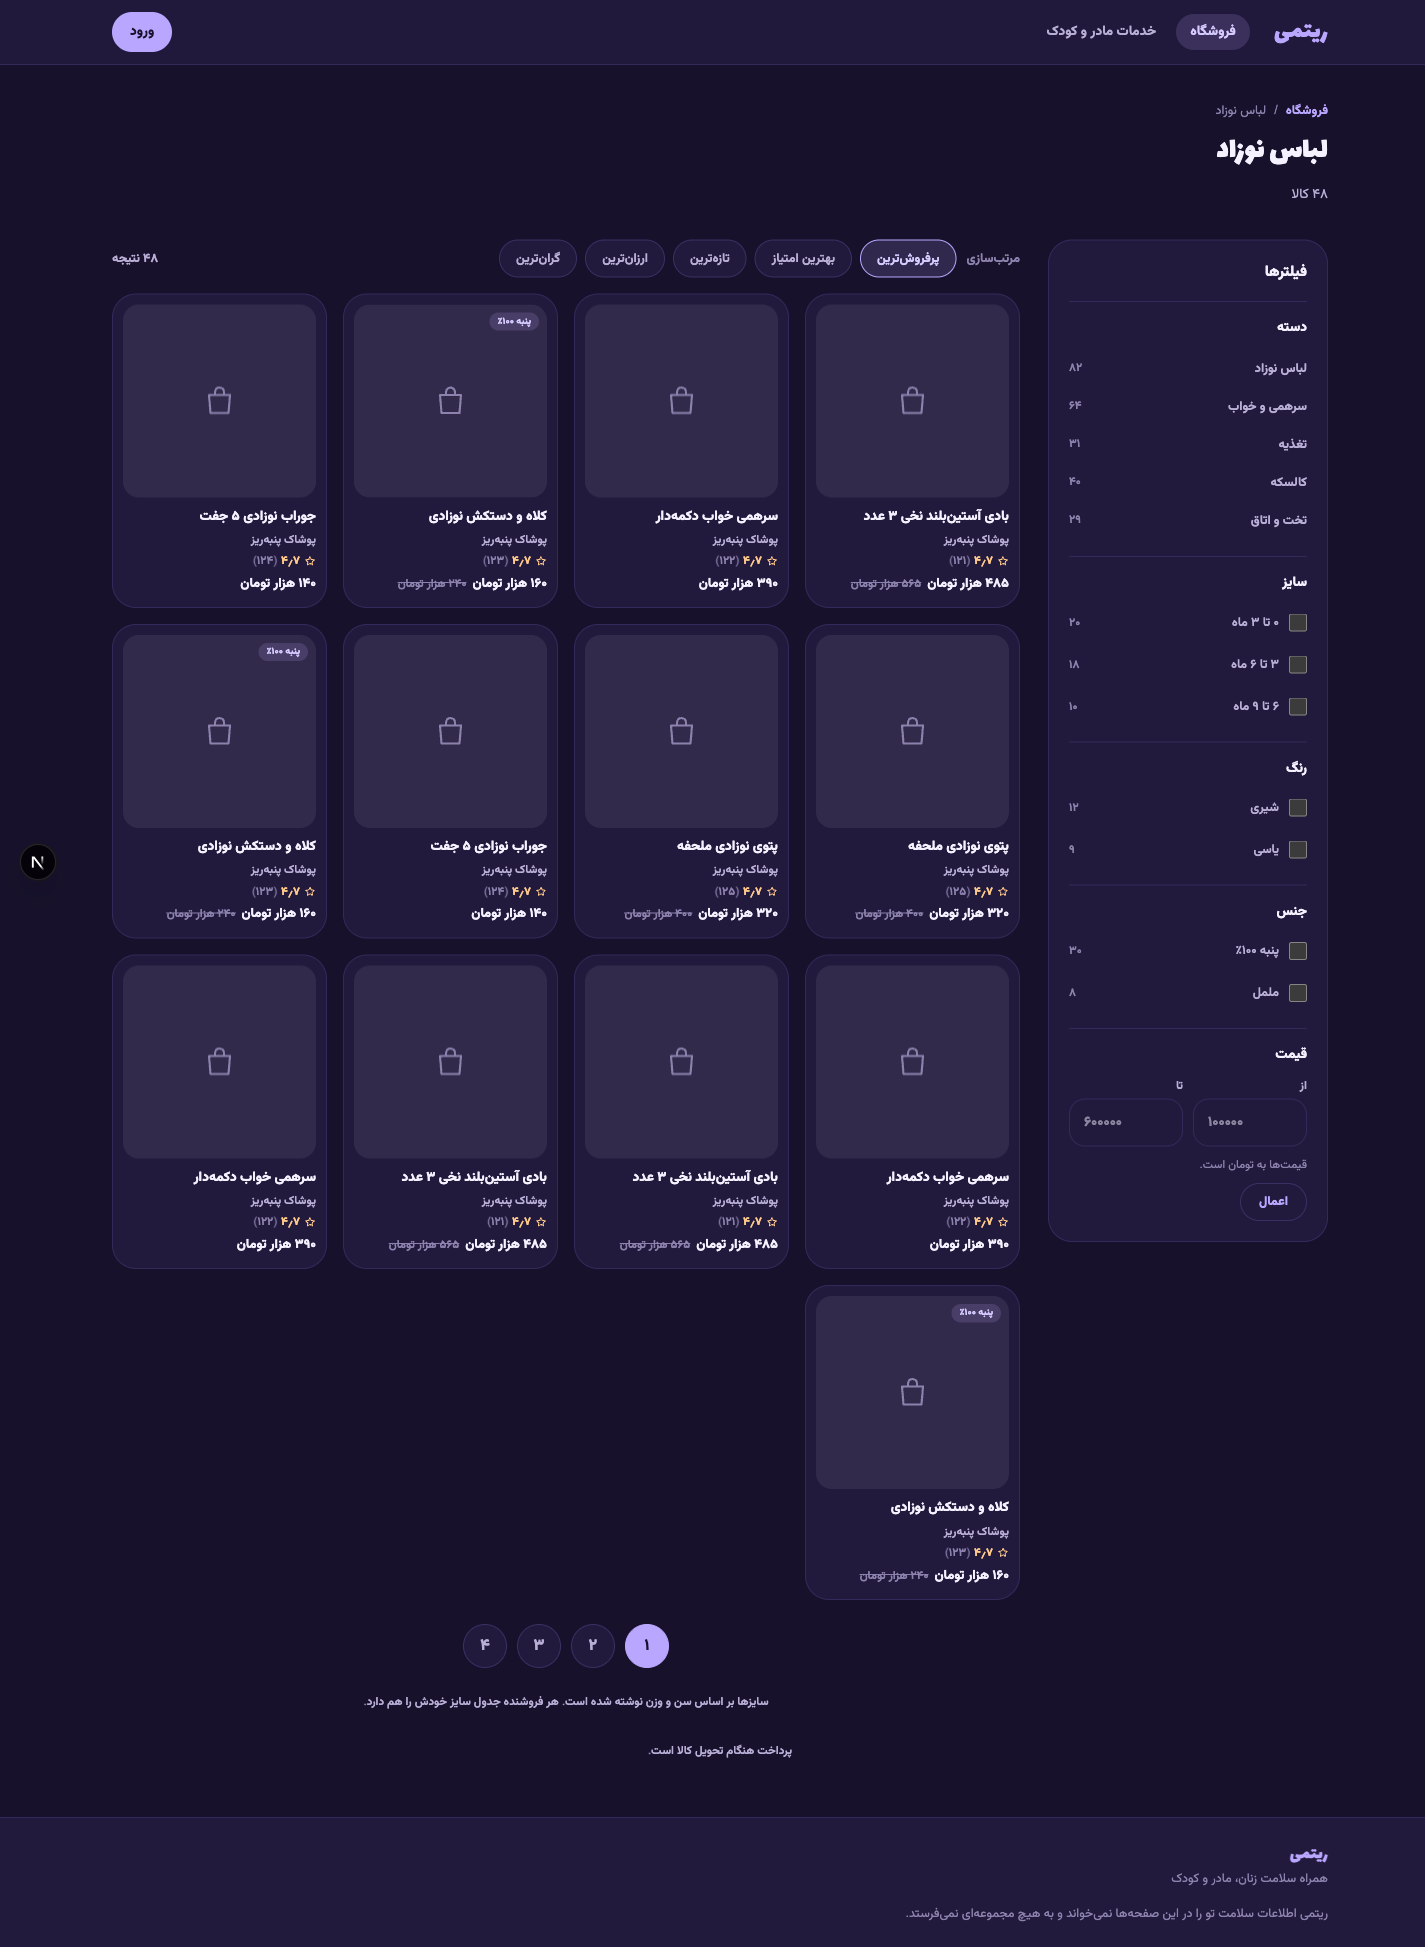 ریتمی
فروشگاه
خدمات مادر و کودک
ورود
فروشگاه / لباس نوزاد
لباس نوزاد
۴۸ کالا
فیلترها
دسته
لباس نوزاد ۸۲
سرهمی و خواب ۶۴
تغذیه ۳۱
کالسکه ۴۰
تخت و اتاق ۲۹
سایز
۰ تا ۳ ماه ۲۰
۳ تا ۶ ماه ۱۸
۶ تا ۹ ماه ۱۰
رنگ
شیری ۱۲
یاسی ۹
جنس
پنبه ۱۰۰٪ ۳۰
ململ ۸
قیمت
از تا
۱۰۰۰۰۰ ۶۰۰۰۰۰
قیمت‌ها به تومان است.
اعمال
مرتب‌سازی پرفروش‌ترین بهترین امتیاز تازه‌ترین ارزان‌ترین گران‌ترین
۴۸ نتیجه
بادی آستین‌بلند نخی ۳ عدد
پوشاک پنبه‌ریز
۴٫۷ (۱۲۱)
۴۸۵ هزار تومان ۵۶۵ هزار تومان
سرهمی خواب دکمه‌دار
پوشاک پنبه‌ریز
۴٫۷ (۱۲۲)
۳۹۰ هزار تومان
پنبه ۱۰۰٪
کلاه و دستکش نوزادی
پوشاک پنبه‌ریز
۴٫۷ (۱۲۳)
۱۶۰ هزار تومان ۲۴۰ هزار تومان
جوراب نوزادی ۵ جفت
پوشاک پنبه‌ریز
۴٫۷ (۱۲۴)
۱۴۰ هزار تومان
پتوی نوزادی ملحفه
پوشاک پنبه‌ریز
۴٫۷ (۱۲۵)
۳۲۰ هزار تومان ۴۰۰ هزار تومان
پتوی نوزادی ملحفه
پوشاک پنبه‌ریز
۴٫۷ (۱۲۵)
۳۲۰ هزار تومان ۴۰۰ هزار تومان
جوراب نوزادی ۵ جفت
پوشاک پنبه‌ریز
۴٫۷ (۱۲۴)
۱۴۰ هزار تومان
پنبه ۱۰۰٪
کلاه و دستکش نوزادی
پوشاک پنبه‌ریز
۴٫۷ (۱۲۳)
۱۶۰ هزار تومان ۲۴۰ هزار تومان
سرهمی خواب دکمه‌دار
پوشاک پنبه‌ریز
۴٫۷ (۱۲۲)
۳۹۰ هزار تومان
بادی آستین‌بلند نخی ۳ عدد
پوشاک پنبه‌ریز
۴٫۷ (۱۲۱)
۴۸۵ هزار تومان ۵۶۵ هزار تومان
بادی آستین‌بلند نخی ۳ عدد
پوشاک پنبه‌ریز
۴٫۷ (۱۲۱)
۴۸۵ هزار تومان ۵۶۵ هزار تومان
سرهمی خواب دکمه‌دار
پوشاک پنبه‌ریز
۴٫۷ (۱۲۲)
۳۹۰ هزار تومان
پنبه ۱۰۰٪
کلاه و دستکش نوزادی
پوشاک پنبه‌ریز
۴٫۷ (۱۲۳)
۱۶۰ هزار تومان ۲۴۰ هزار تومان
۱ ۲ ۳ ۴
سایزها بر اساس سن و وزن نوشته شده است. هر فروشنده جدول سایز خودش را هم دارد.
پرداخت هنگام تحویل کالا است.
N
ریتمی
همراه سلامت زنان، مادر و کودک
ریتمی اطلاعات سلامت تو را در این صفحه‌ها نمی‌خواند و به هیچ مجموعه‌ای نمی‌فرستد.